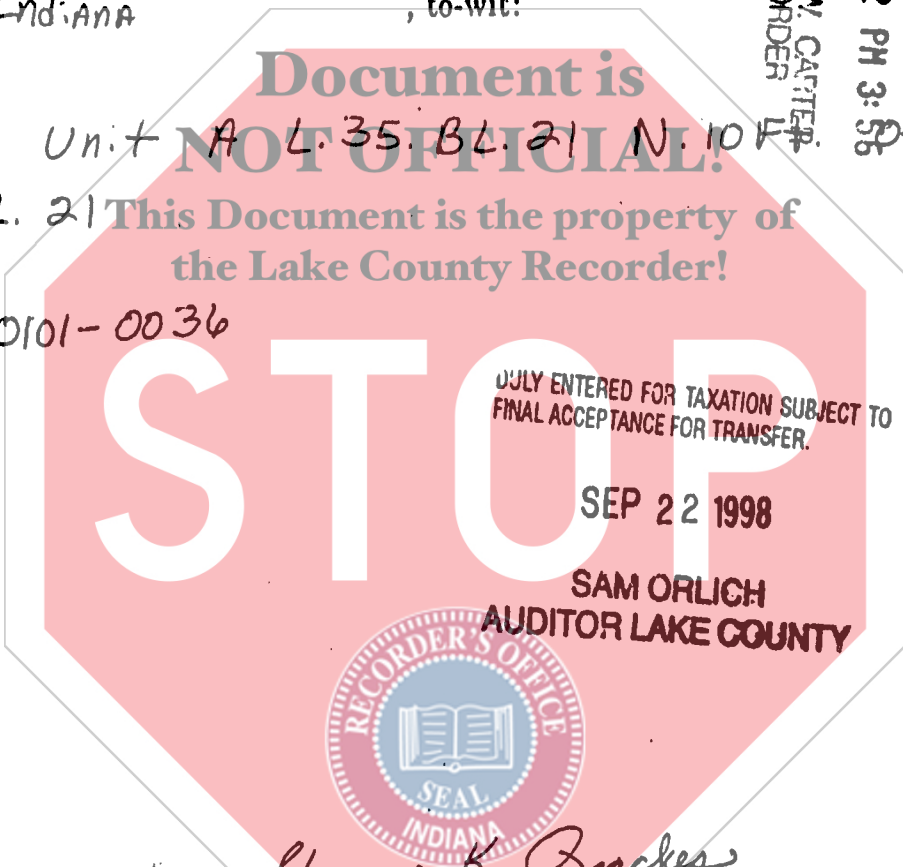 Indiana , to-wit:
CARTER
PM 3:56
Document is
NOT OFFICIAL!
Unit A L. 35. BL. 21 N. 10
21
This Document is the property of
the Lake County Recorder!
0101-0036
STOP
DULY ENTERED FOR TAXATION SUBJECT TO
FINAL ACCEPTANCE FOR TRANSFER.
SEP 22 1998
SAM ORLICH
AUDITOR LAKE COUNTY
RECORDER'S OFFICE
SEAL
INDIANA
K.